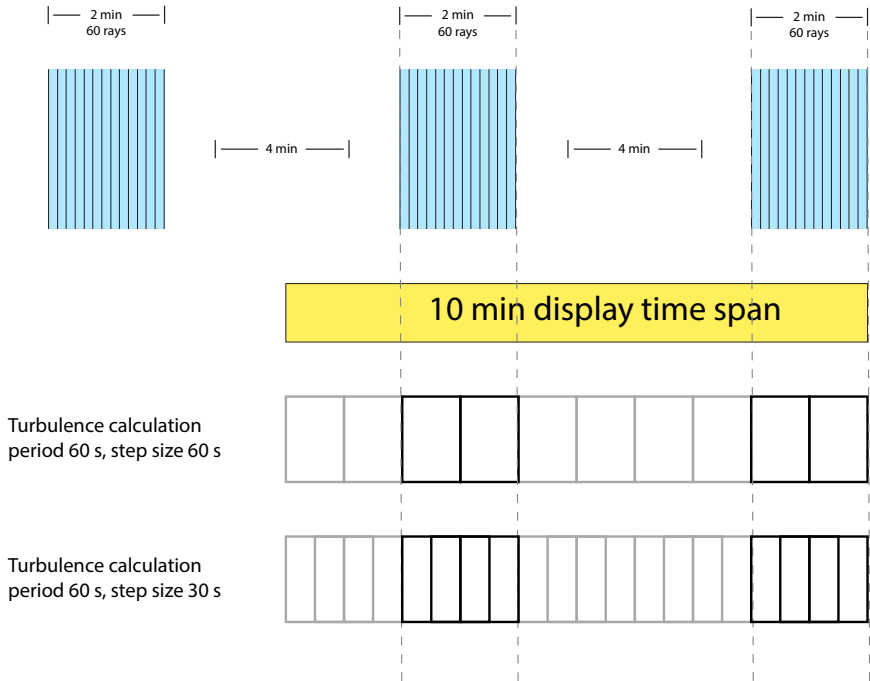 2 min
60 rays
2 min
60 rays
2 min
60 rays
4 min
4 min
10 min display time span
Turbulence calculation
period 60 s, step size 60 s
Turbulence calculation
period 60 s, step size 30 s